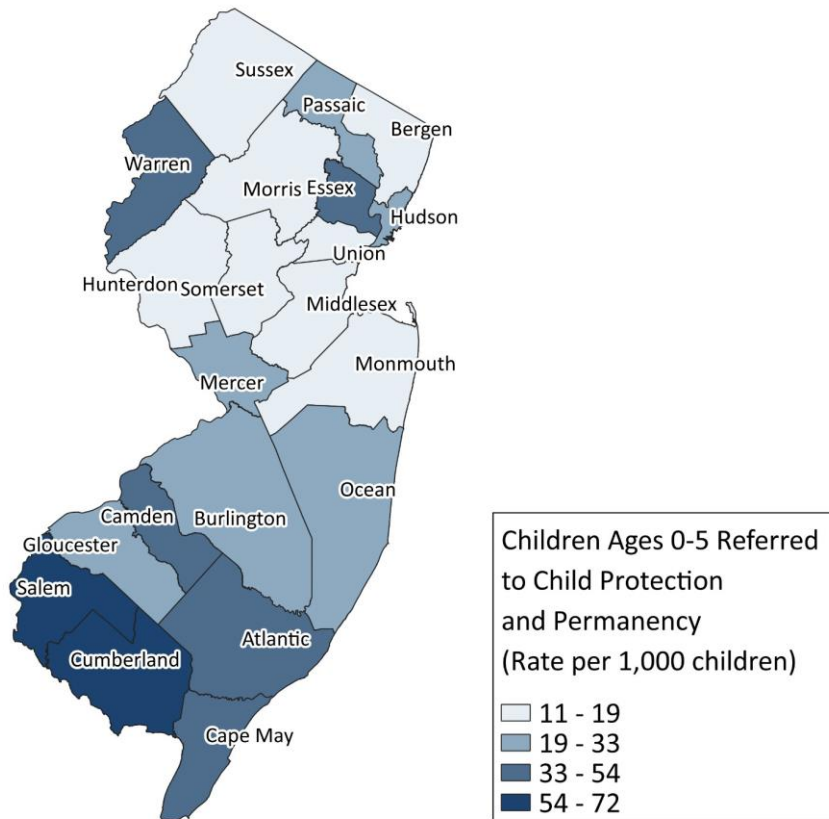 Sussex
Passaic
Bergen
Warren
Morris
Essex
Hudson
Union
Hunterdon
Somerset
Middlesex
Monmouth
Mercer
Ocean
Camden
Burlington
Gloucester
Salem
Atlantic
Cumberland
Cape May
Children Ages 0-5 Referred
to Child Protection
and Permanency
(Rate per 1,000 children)
11 - 19
19 - 33
33 - 54
54 - 72